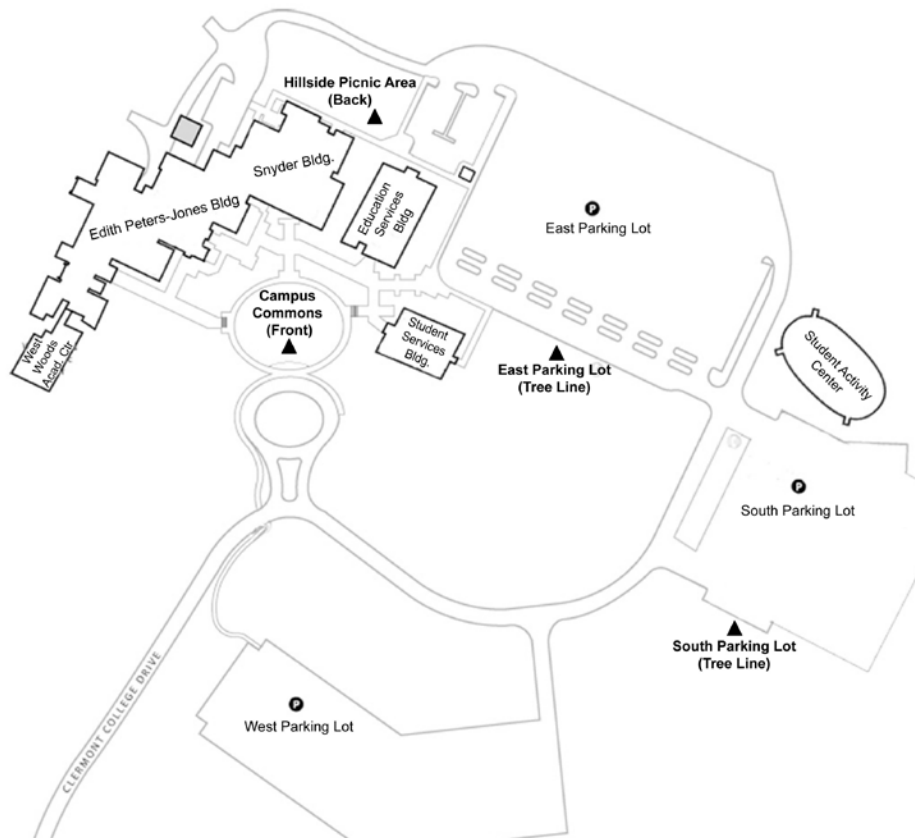 Hillside Picnic Area
(Back)
Snyder Bldg.
Education
Services
Bldg
Edith Peters-Jones Bldg
P
East Parking Lot
Campus
Commons
(Front)
Student
Services
Bldg.
West
Woods
Acad. Ctr.
East Parking Lot
(Tree Line)
Student Activity
Center
P
South Parking Lot
South Parking Lot
(Tree Line)
P
West Parking Lot
CLERMONT COLLEGE DRIVE